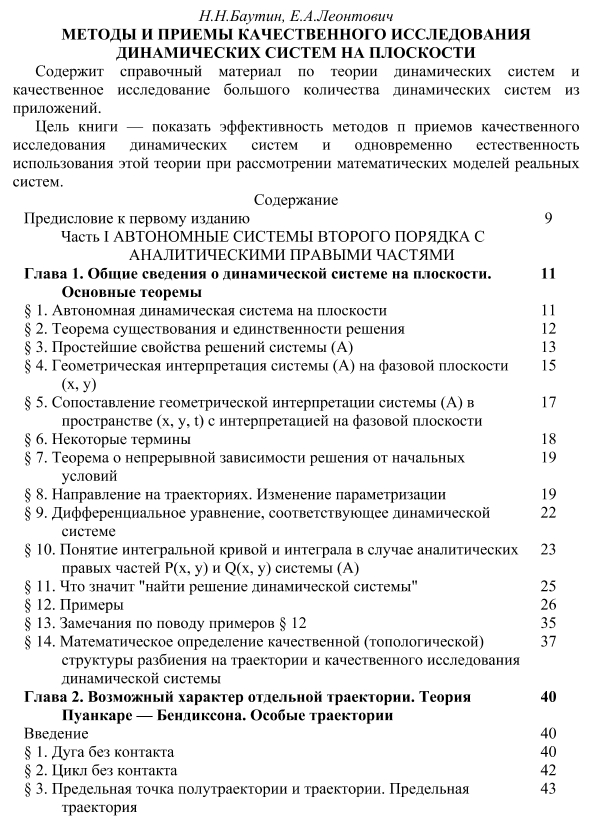 Н.Н.Баутин, Е.А.Леонтович
МЕТОДЫ И ПРИЕМЫ КАЧЕСТВЕННОГО ИССЛЕДОВАНИЯ
ДИНАМИЧЕСКИХ СИСТЕМ НА ПЛОСКОСТИ
Содержит справочный материал по теории динамических систем и
качественное исследование большого количества динамических систем из
приложений.
Цель книги — показать эффективность методов п приемов качественного
исследования динамических систем и одновременно естественность
использования этой теории при рассмотрении математических моделей реальных
систем.
Содержание
Предисловие к первому изданию 9
Часть I АВТОНОМНЫЕ СИСТЕМЫ ВТОРОГО ПОРЯДКА С
АНАЛИТИЧЕСКИМИ ПРАВЫМИ ЧАСТЯМИ
Глава 1. Общие сведения о динамической системе на плоскости. 11
Основные теоремы
§ 1. Автономная динамическая система на плоскости 11
§ 2. Теорема существования и единственности решения 12
§ 3. Простейшие свойства решений системы (А) 13
§ 4. Геометрическая интерпретация системы (А) на фазовой плоскости 15
(х, у)
§ 5. Сопоставление геометрической интерпретации системы (А) в 17
пространстве (х, у, t) с интерпретацией на фазовой плоскости
§ 6. Некоторые термины 18
§ 7. Теорема о непрерывной зависимости решения от начальных 19
условий
§ 8. Направление на траекториях. Изменение параметризации 19
§ 9. Дифференциальное уравнение, соответствующее динамической 22
системе
§ 10. Понятие интегральной кривой и интеграла в случае аналитических 23
правых частей Р(х, у) и Q(x, у) системы (А)
§ 11. Что значит "найти решение динамической системы" 25
§ 12. Примеры 26
§ 13. Замечания по поводу примеров § 12 35
§ 14. Математическое определение качественной (топологической) 37
структуры разбиения на траектории и качественного исследования
динамической системы
Глава 2. Возможный характер отдельной траектории. Теория 40
Пуанкаре — Бендиксона. Особые траектории
Введение 40
§ 1. Дуга без контакта 40
§ 2. Цикл без контакта 42
§ 3. Предельная точка полутраектории и траектории. Предельная 43
траектория